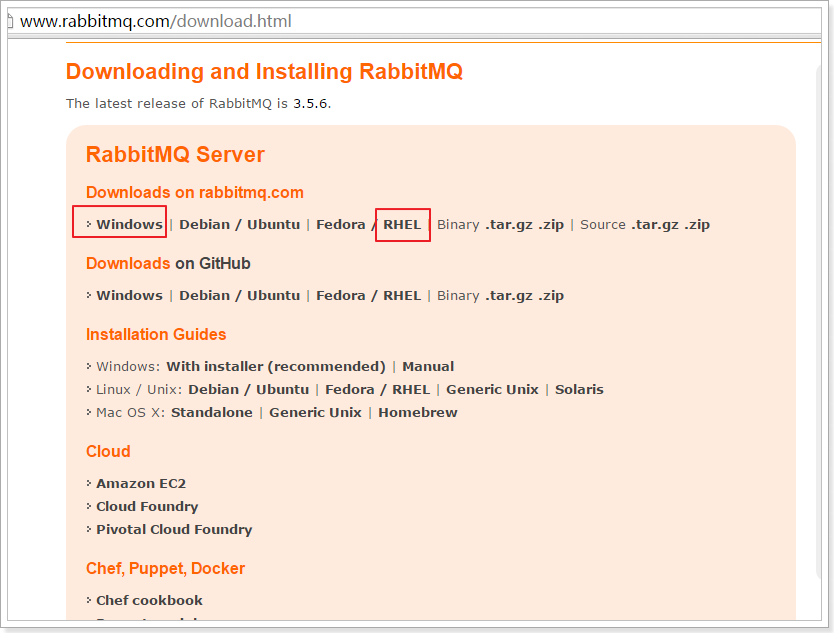 www.rabbitmq.com/download.html
Downloading and Installing RabbitMQ
The latest release of RabbitMQ is 3.5.6.
RabbitMQ Server
Downloads on rabbitmq.com
Windows | Debian / Ubuntu | Fedora / RHEL | Binary .tar.gz .zip | Source .tar.gz .zip
Downloads on GitHub
Windows | Debian / Ubuntu | Fedora / RHEL | Binary .tar.gz .zip
Installation Guides
Windows: With installer (recommended) | Manual
Linux / Unix: Debian / Ubuntu | Fedora / RHEL | Generic Unix | Solaris
Mac OS X: Standalone | Generic Unix | Homebrew
Cloud
Amazon EC2
Cloud Foundry
Pivotal Cloud Foundry
Chef, Puppet, Docker
Chef cookbook